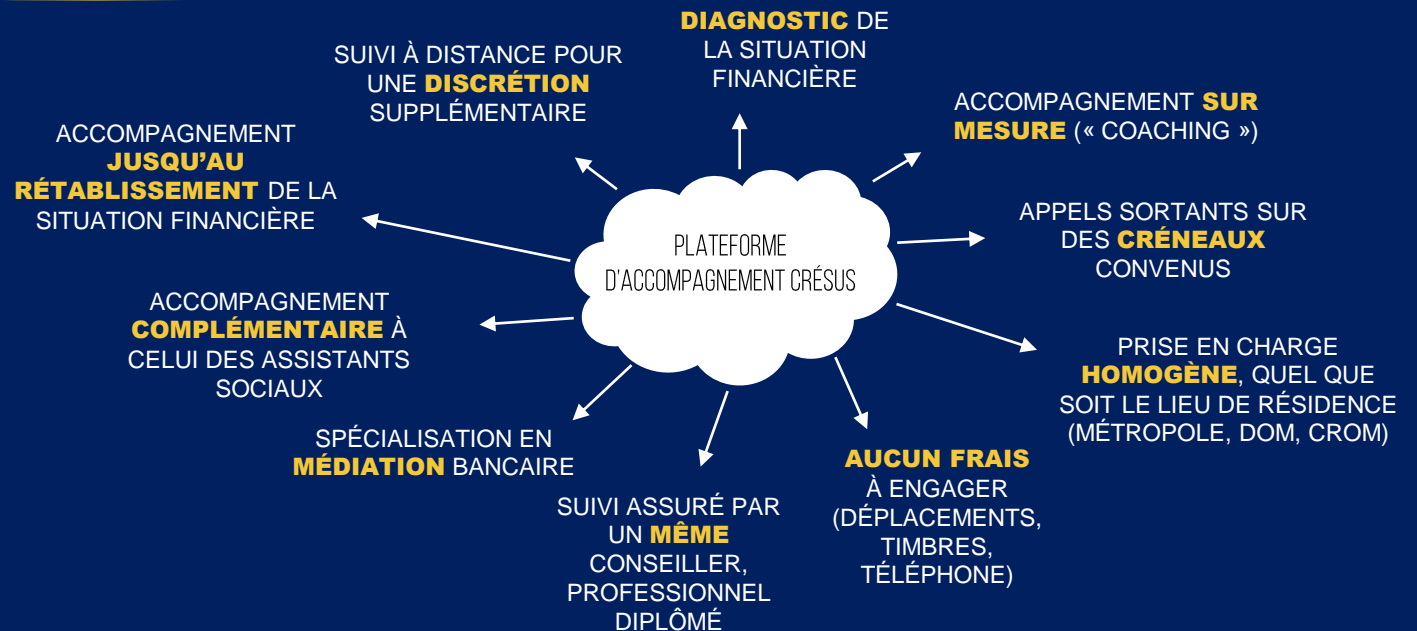 DIAGNOSTIC DE
LA SITUATION
FINANCIÈRE
SUIVI À DISTANCE POUR
UNE DISCRÉTION
SUPPLÉMENTAIRE
ACCOMPAGNEMENT SUR
MESURE (« COACHING »)
ACCOMPAGNEMENT
JUSQU’AU
RÉTABLISSEMENT DE LA
SITUATION FINANCIÈRE
APPELS SORTANTS SUR
DES CRÉNEAUX
CONVENUS
PLATEFORME
D'ACCOMPAGNEMENT CRÉSUS
ACCOMPAGNEMENT
COMPLÉMENTAIRE À
CELUI DES ASSISTANTS
SOCIAUX
PRISE EN CHARGE
HOMOGÈNE, QUEL QUE
SOIT LE LIEU DE RÉSIDENCE
(MÉTROPOLE, DOM, CROM)
SPÉCIALISATION EN
MÉDIATION BANCAIRE
AUCUN FRAIS
À ENGAGER
(DÉPLACEMENTS,
TIMBRES,
TÉLÉPHONE)
SUIVI ASSURÉ PAR
UN MÊME
CONSEILLER,
PROFESSIONNEL
DIPLÔMÉ